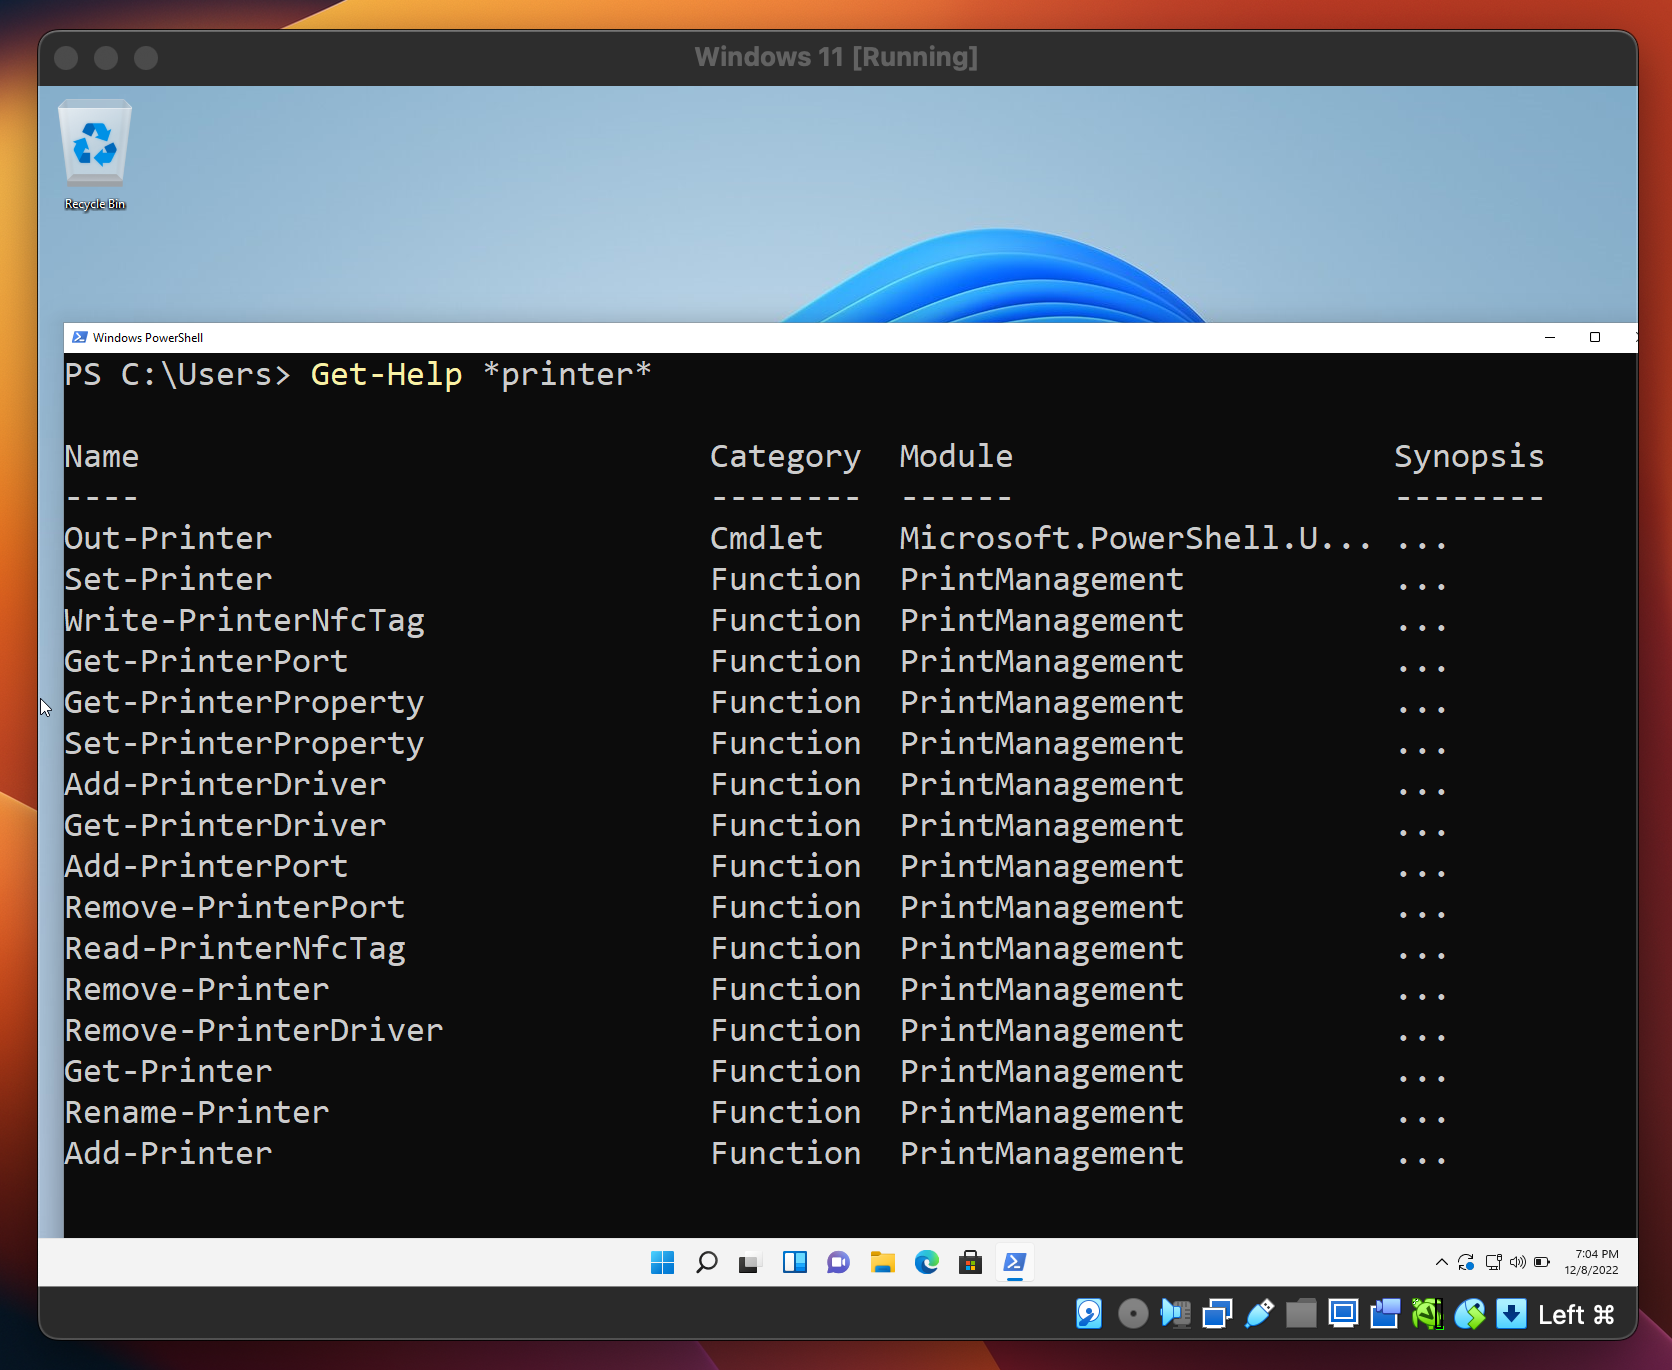 Windows 11 [Running]
Recycle Bin
Windows PowerShell
PS C:\Users> Get-Help *printer*
Name Category Module Synopsis
---- -------- ------ --------
Out-Printer Cmdlet Microsoft.PowerShell.U... ...
Set-Printer Function PrintManagement ...
Write-PrinterNfcTag Function PrintManagement ...
Get-PrinterPort Function PrintManagement ...
Get-PrinterProperty Function PrintManagement ...
Set-PrinterProperty Function PrintManagement ...
Add-PrinterDriver Function PrintManagement ...
Get-PrinterDriver Function PrintManagement ...
Add-PrinterPort Function PrintManagement ...
Remove-PrinterPort Function PrintManagement ...
Read-PrinterNfcTag Function PrintManagement ...
Remove-Printer Function PrintManagement ...
Remove-PrinterDriver Function PrintManagement ...
Get-Printer Function PrintManagement ...
Rename-Printer Function PrintManagement ...
Add-Printer Function PrintManagement ...
7:04 PM
12/8/2022
Left ⌘